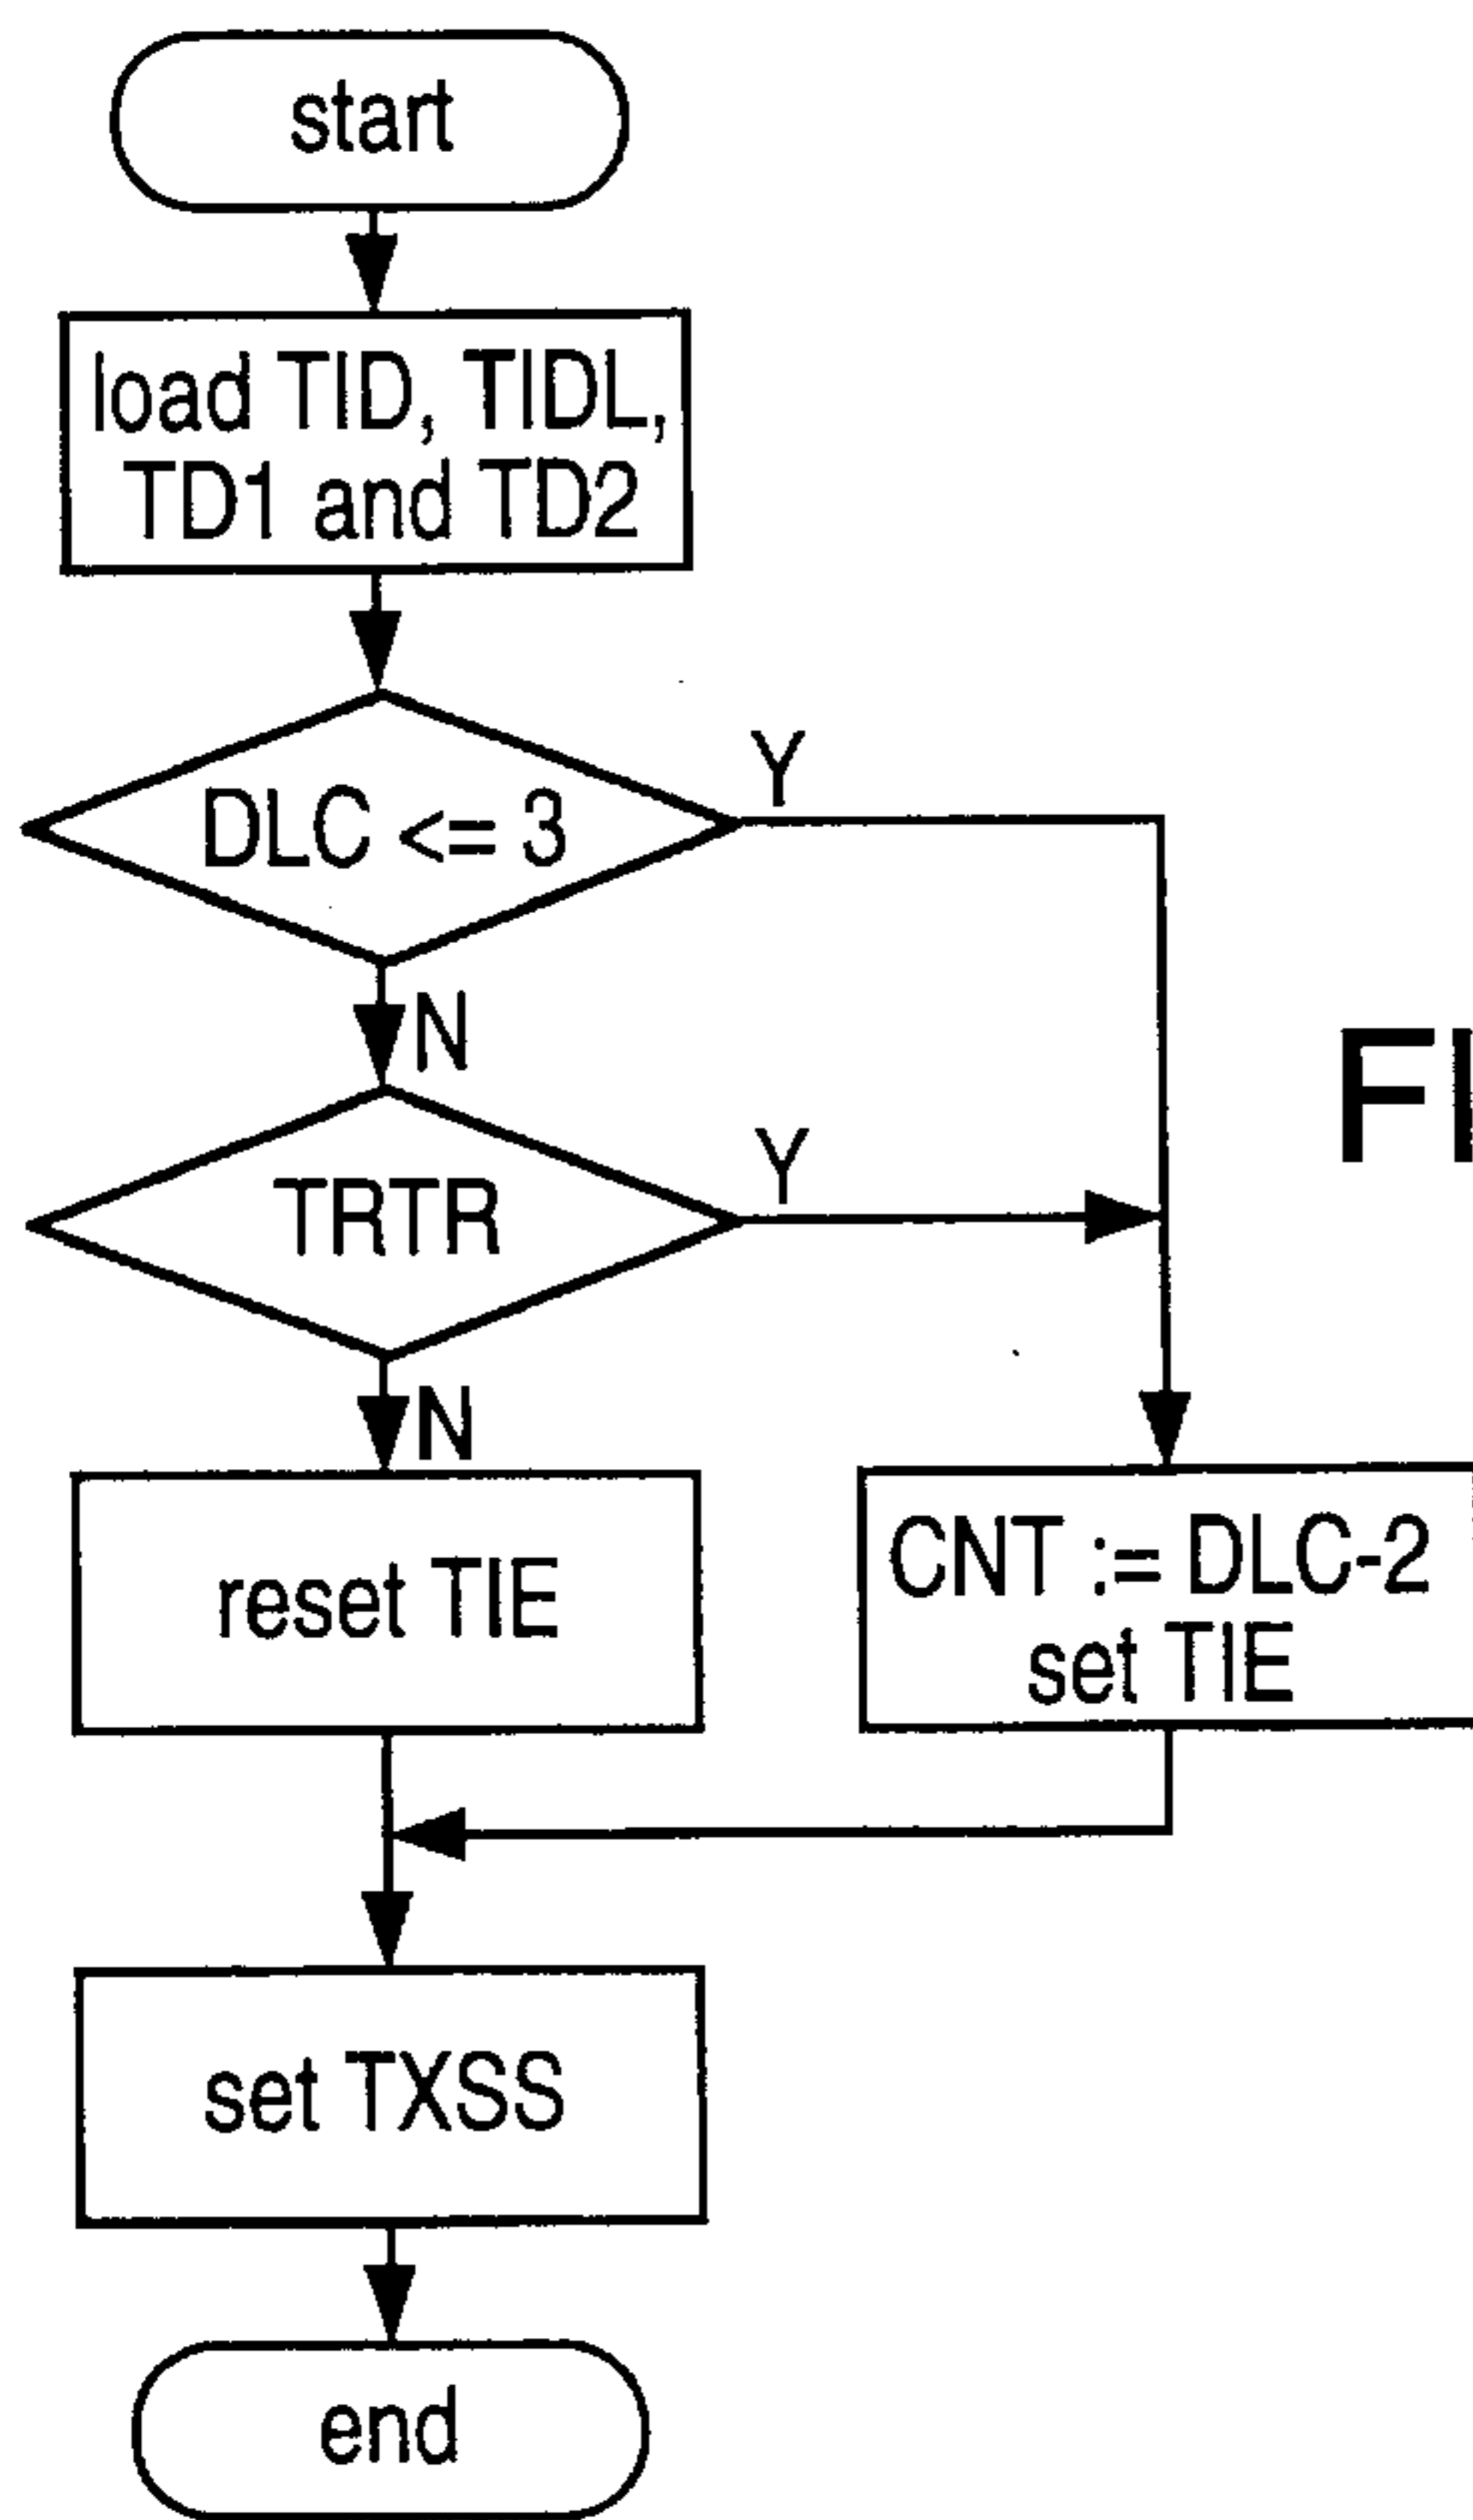 start
load TID, TIDL,
TD1 and TD2
DLC <= 3
Y
N
TRTR
Y
N
reset TIE
CNT := DLC-2
set TIE
set TXSS
end